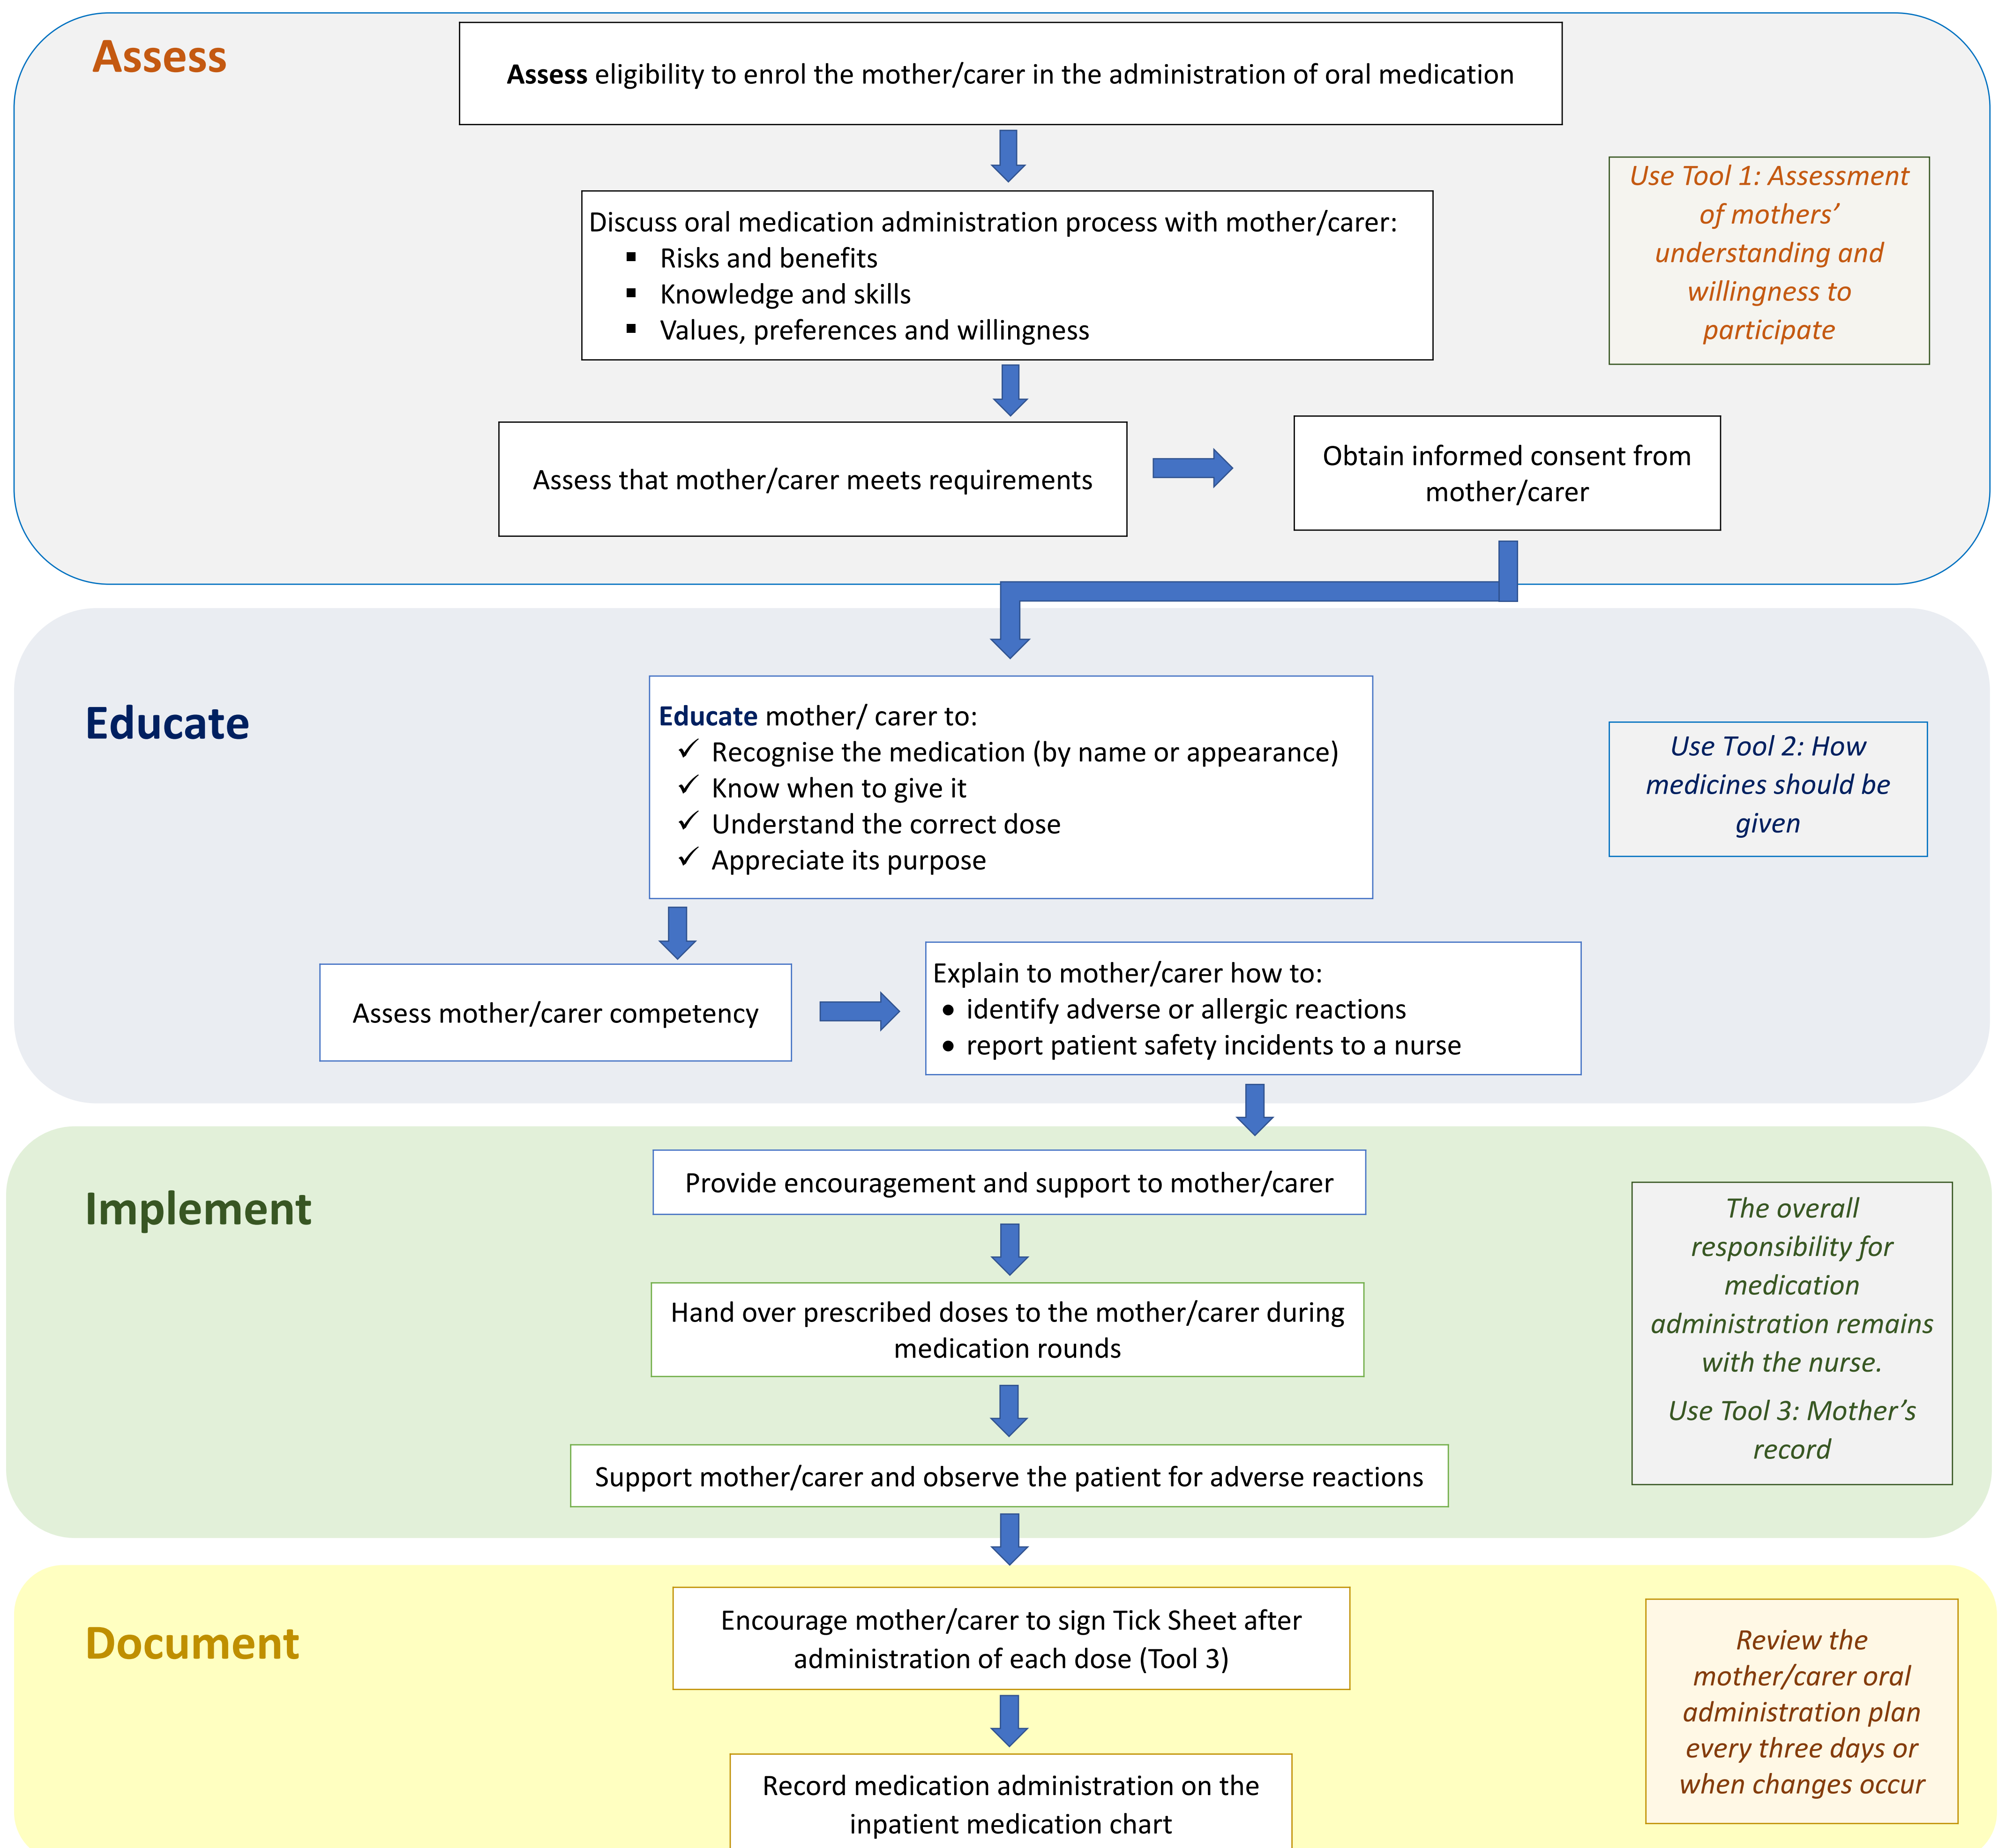 Assess
Assess eligibility to enrol the mother/carer in the administration of oral medication
Discuss oral medication administration process with mother/carer:
▪ Risks and benefits
▪ Knowledge and skills
▪ Values, preferences and willingness
Use Tool 1: Assessment
of mothers’
understanding and
willingness to
participate
Assess that mother/carer meets requirements
Obtain informed consent from
mother/carer
Educate
Educate mother/ carer to:
✓ Recognise the medication (by name or appearance)
✓ Know when to give it
✓ Understand the correct dose
✓ Appreciate its purpose
Use Tool 2: How
medicines should be
given
Assess mother/carer competency
Explain to mother/carer how to:
• identify adverse or allergic reactions
• report patient safety incidents to a nurse
Implement
Provide encouragement and support to mother/carer
Hand over prescribed doses to the mother/carer during
medication rounds
Support mother/carer and observe the patient for adverse reactions
The overall
responsibility for
medication
administration remains
with the nurse.
Use Tool 3: Mother’s
record
Document
Encourage mother/carer to sign Tick Sheet after
administration of each dose (Tool 3)
Record medication administration on the
inpatient medication chart
Review the
mother/carer oral
administration plan
every three days or
when changes occur